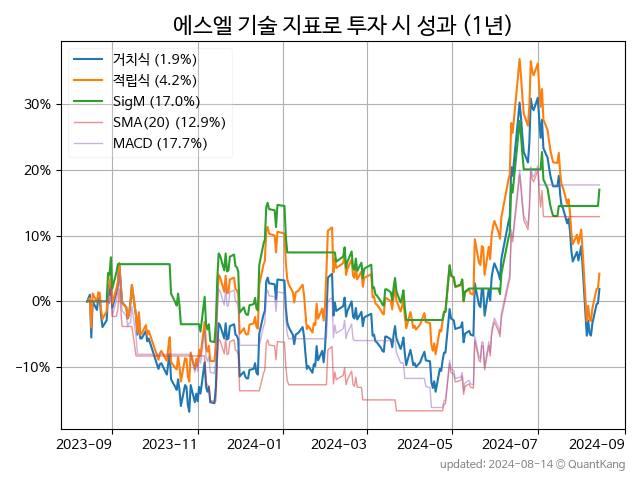 에스엘 기술 지표로 투자 시 성과 (1년)
거치식 (1.9%)
적립식 (4.2%)
SigM (17.0%)
SMA(20) (12.9%)
MACD (17.7%)
30%
20%
10%
0%
−10%
2023-09 2023-11 2024-01 2024-03 2024-05 2024-07 2024-09
updated: 2024-08-14 © QuantKang